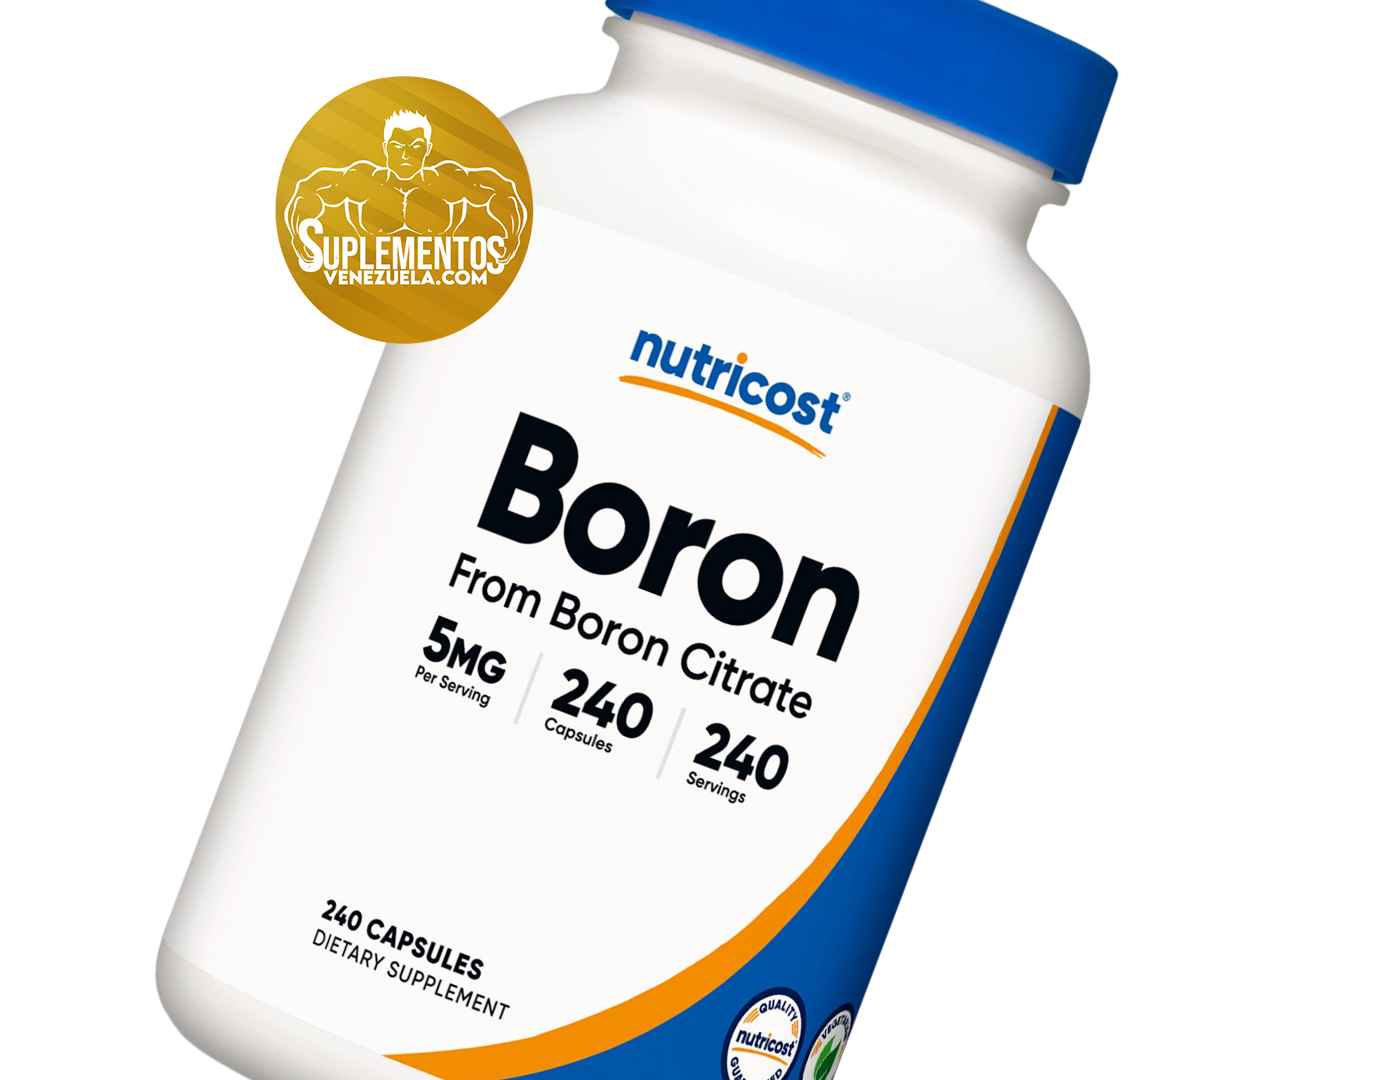 SUPLEMENTOS
VENEZUELA.COM
nutricost®
Boron
From Boron Citrate
5MG
Per Serving
240
Capsules
240
Servings
240 CAPSULES
DIETARY SUPPLEMENT
QUALITY
nutricost